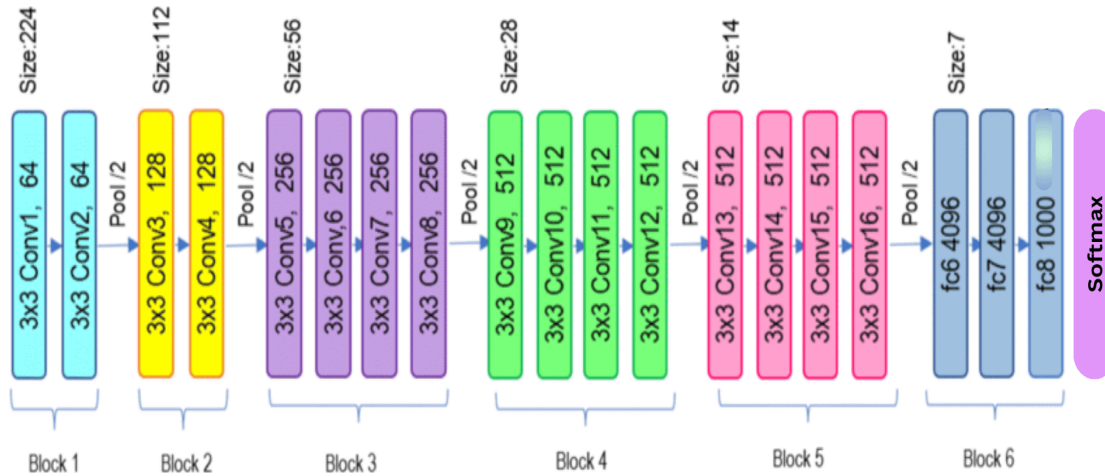 Size:224
Size:112
Size:56
Size:28
Size:14
Size:7
3x3 Conv1, 64
3x3 Conv2, 64
Pool /2
3x3 Conv3, 128
3x3 Conv4, 128
Pool /2
3x3 Conv5, 256
3x3 Conv,6 256
3x3 Conv7, 256
3x3 Conv8, 256
Pool /2
3x3 Conv9, 512
3x3 Conv10, 512
3x3 Conv11, 512
3x3 Conv12, 512
Pool /2
3x3 Conv13, 512
3x3 Conv14, 512
3x3 Conv15, 512
3x3 Conv16, 512
Pool /2
fc6 4096
fc7 4096
fc8 1000
Softmax
Block 1
Block 2
Block 3
Block 4
Block 5
Block 6